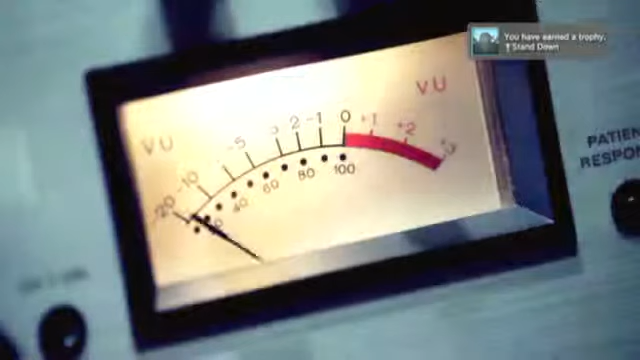 You have earned a trophy.
Stand Down
VU
VU
-20 -10 -5 3 2 -1 0 +1 +2 +3
40 60 80 100
PATIEN
RESPON